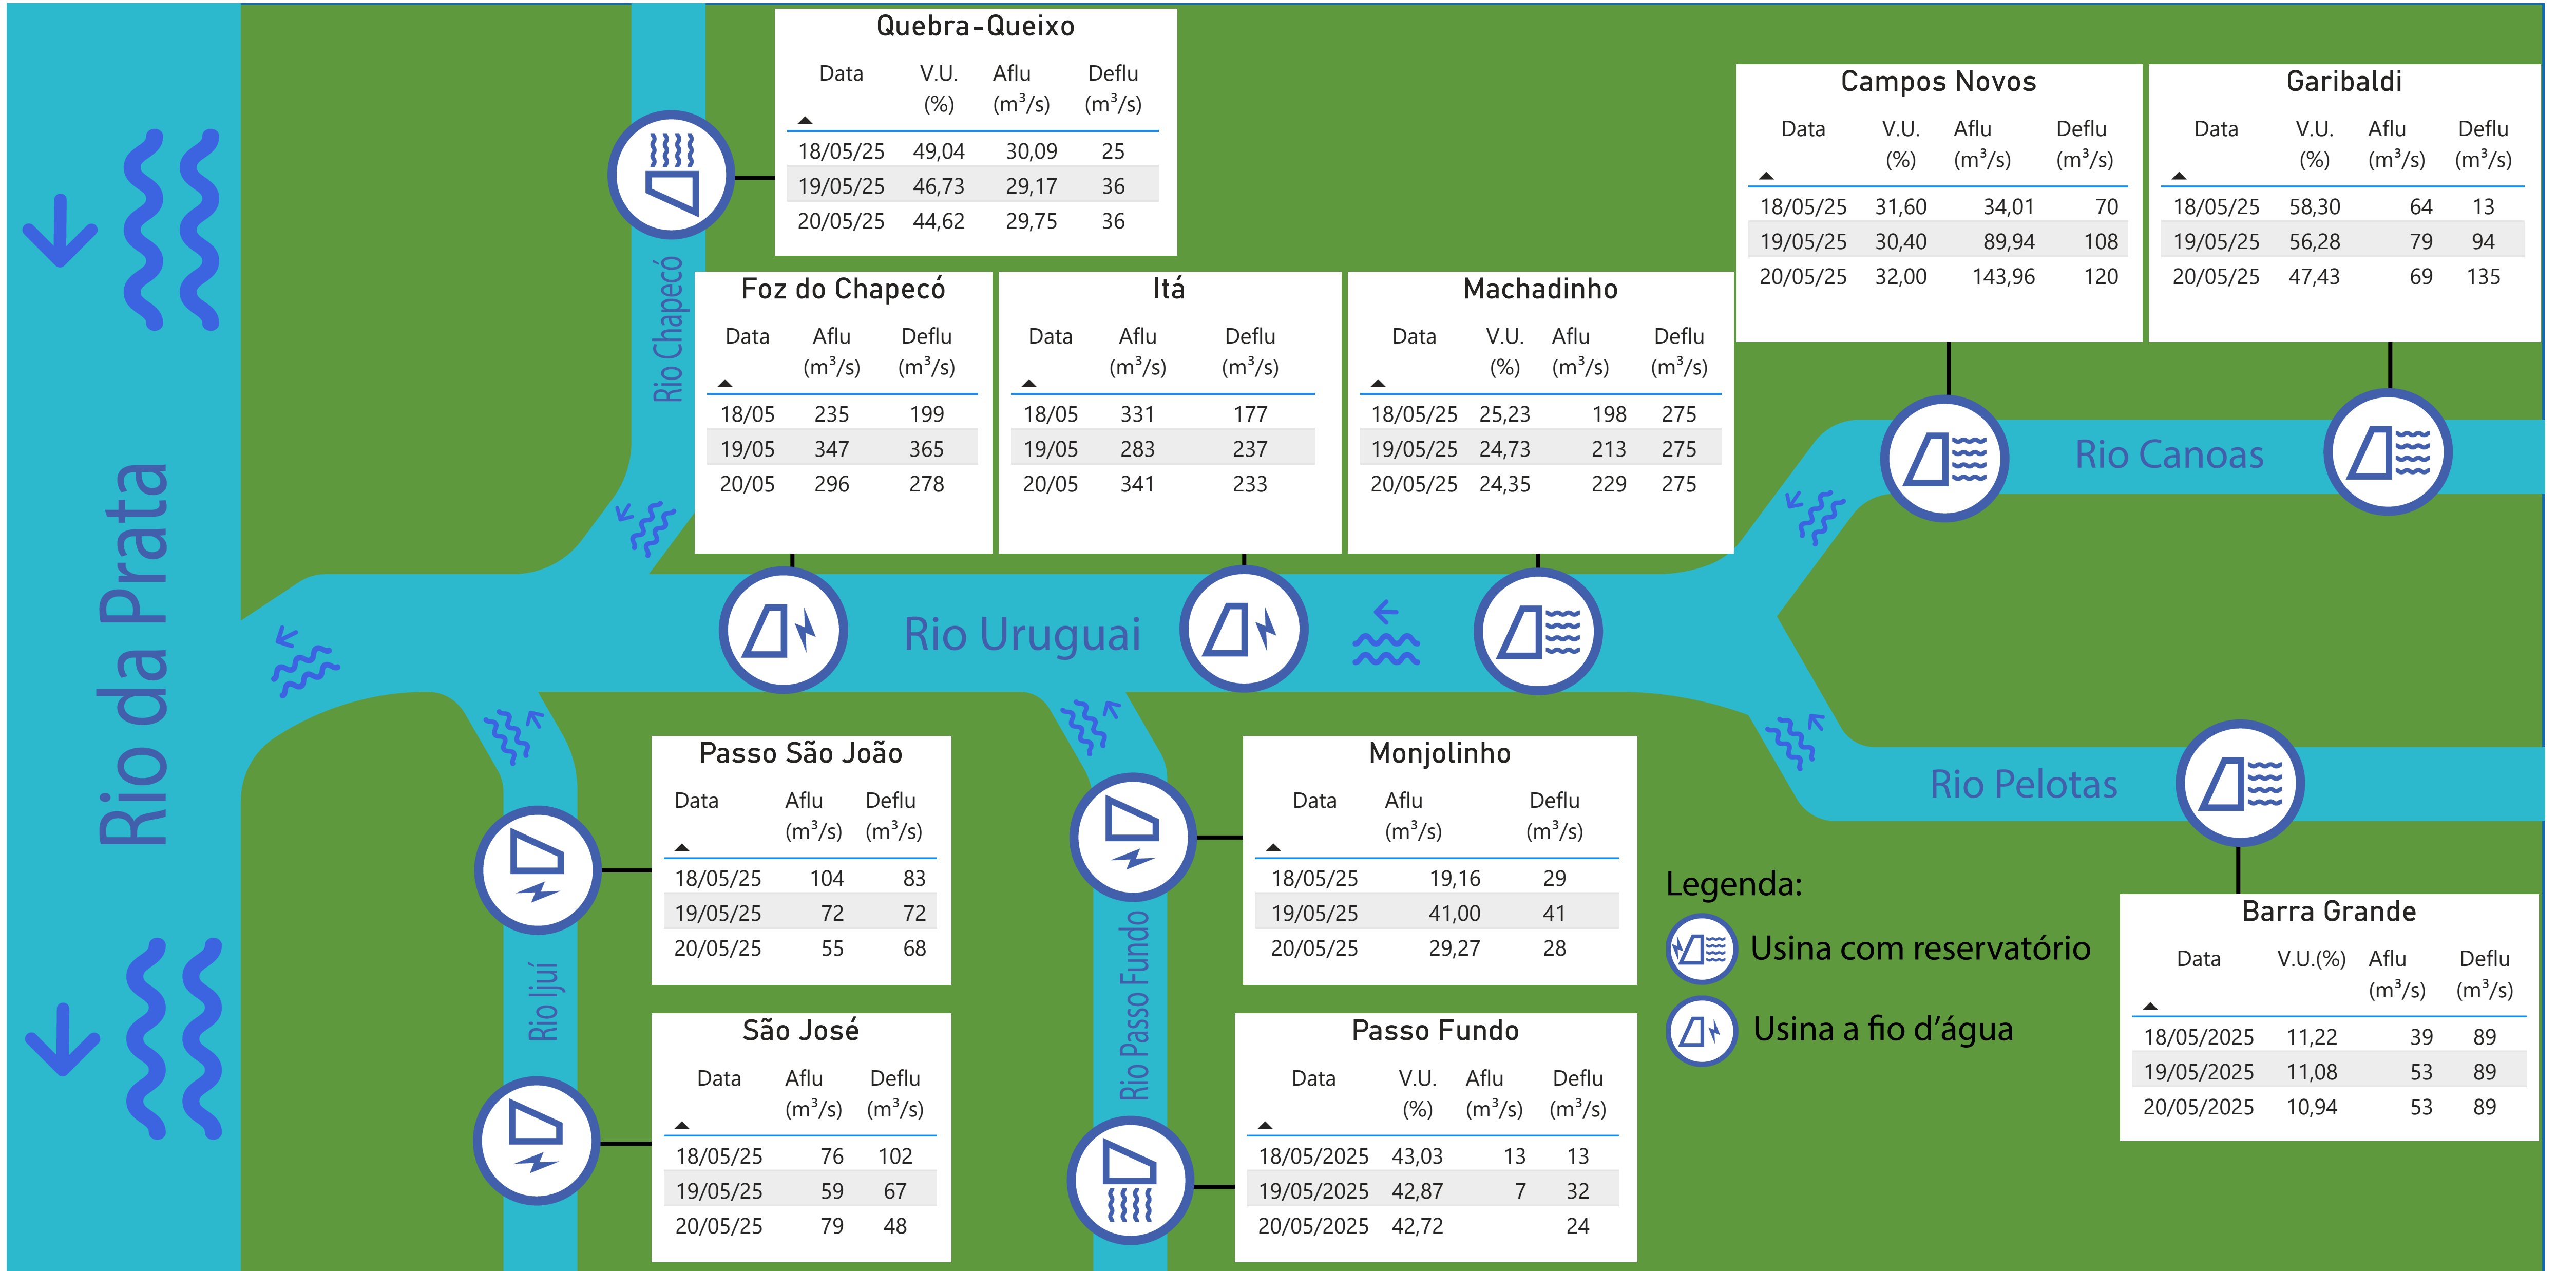 Quebra-Queixo
Data V.U. (%) Aflu (m³/s) Deflu (m³/s)
18/05/25 49,04 30,09 25
19/05/25 46,73 29,17 36
20/05/25 44,62 29,75 36
Campos Novos
Data V.U. (%) Aflu (m³/s) Deflu (m³/s)
18/05/25 31,60 34,01 70
19/05/25 30,40 89,94 108
20/05/25 32,00 143,96 120
Garibaldi
Data V.U. (%) Aflu (m³/s) Deflu (m³/s)
18/05/25 58,30 64 13
19/05/25 56,28 79 94
20/05/25 47,43 69 135
Rio Chapecó
Foz do Chapecó
Data Aflu (m³/s) Deflu (m³/s)
18/05 235 199
19/05 347 365
20/05 296 278
Itá
Data Aflu (m³/s) Deflu (m³/s)
18/05 331 177
19/05 283 237
20/05 341 233
Machadinho
Data V.U. (%) Aflu (m³/s) Deflu (m³/s)
18/05/25 25,23 198 275
19/05/25 24,73 213 275
20/05/25 24,35 229 275
Rio Canoas
Rio da Prata
Rio Uruguai
Rio Pelotas
Passo São João
Data Aflu (m³/s) Deflu (m³/s)
18/05/25 104 83
19/05/25 72 72
20/05/25 55 68
Monjolinho
Data Aflu (m³/s) Deflu (m³/s)
18/05/25 19,16 29
19/05/25 41,00 41
20/05/25 29,27 28
Legenda:
Usina com reservatório
Usina a fio d’água
Barra Grande
Data V.U.(%) Aflu (m³/s) Deflu (m³/s)
18/05/2025 11,22 39 89
19/05/2025 11,08 53 89
20/05/2025 10,94 53 89
Rio Ijuí
Rio Passo Fundo
São José
Data Aflu (m³/s) Deflu (m³/s)
18/05/25 76 102
19/05/25 59 67
20/05/25 79 48
Passo Fundo
Data V.U. (%) Aflu (m³/s) Deflu (m³/s)
18/05/2025 43,03 13 13
19/05/2025 42,87 7 32
20/05/2025 42,72 24